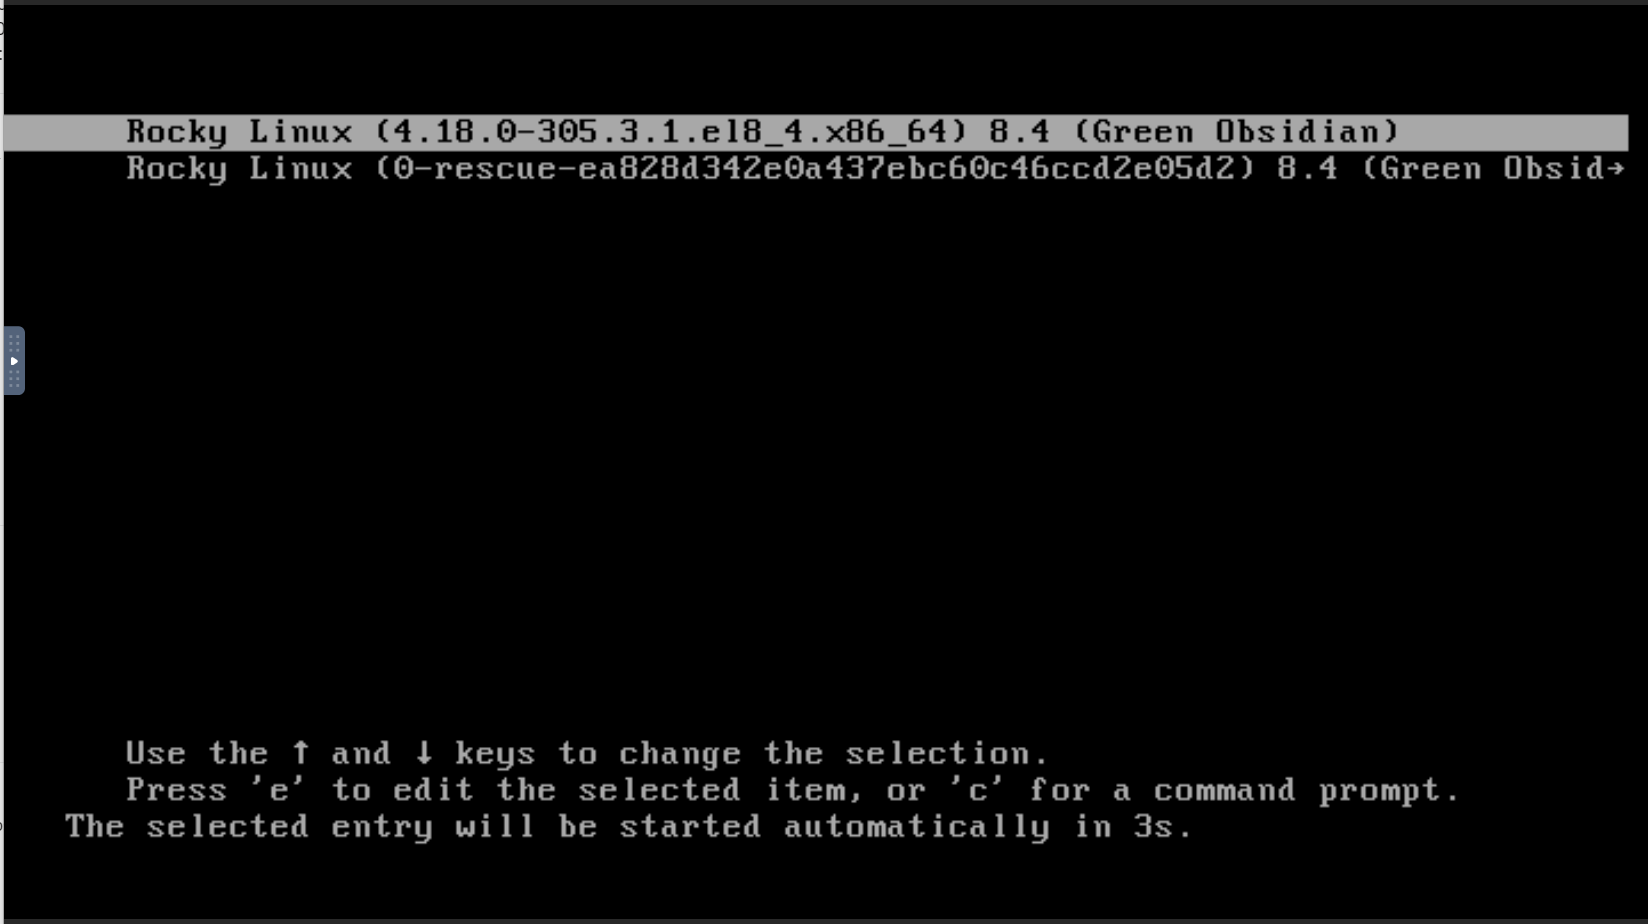 Rocky Linux (4.18.0-305.3.1.el8_4.x86_64) 8.4 (Green Obsidian)
Rocky Linux (0-rescue-ea828d342e0a437ebc60c46ccd2e05d2) 8.4 (Green Obsid→
Use the ↑ and ↓ keys to change the selection.
Press 'e' to edit the selected item, or 'c' for a command prompt.
The selected entry will be started automatically in 3s.